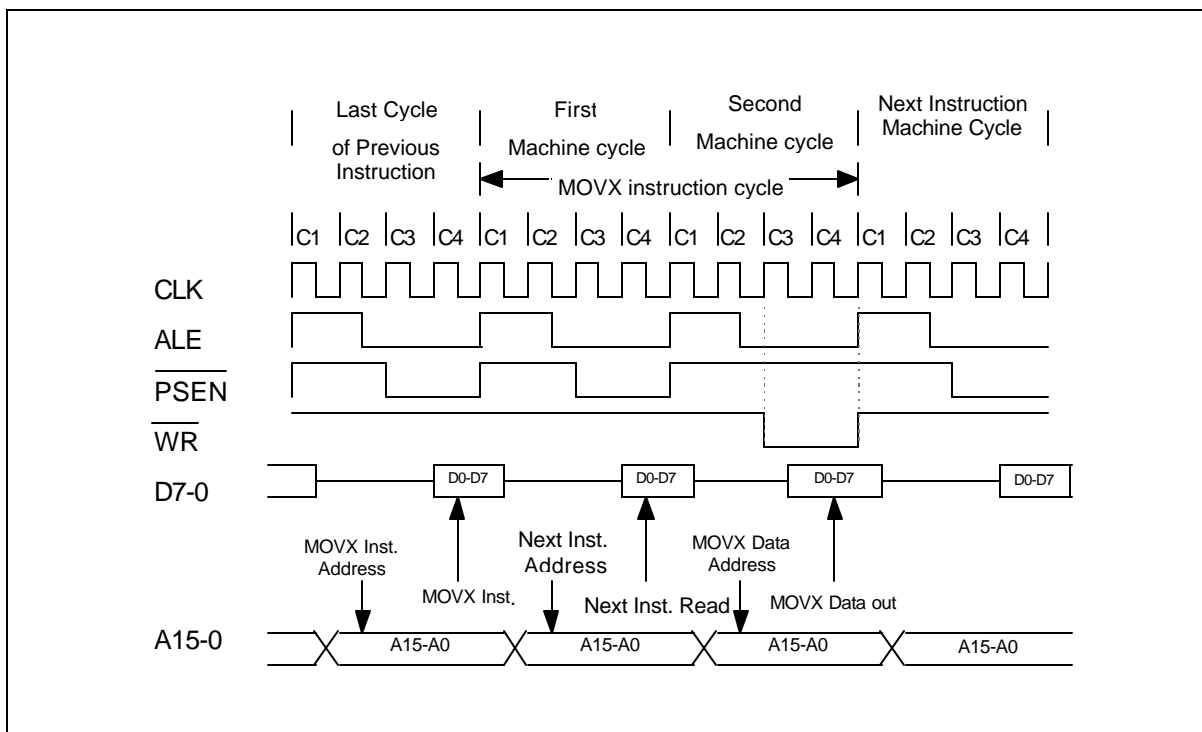 Last Cycle
of Previous
Instruction
First
Machine cycle
Second
Machine cycle
Next Instruction
Machine Cycle
MOVX instruction cycle
C1 C2 C3 C4 C1 C2 C3 C4 C1 C2 C3 C4 C1 C2 C3 C4
CLK
ALE
PSEN
WR
D7-0
D0-D7 D0-D7 D0-D7 D0-D7
MOVX Inst.
Address
MOVX Inst.
Next Inst.
Address
Next Inst. Read
MOVX Data
Address
MOVX Data out
A15-0
A15-A0 A15-A0 A15-A0 A15-A0